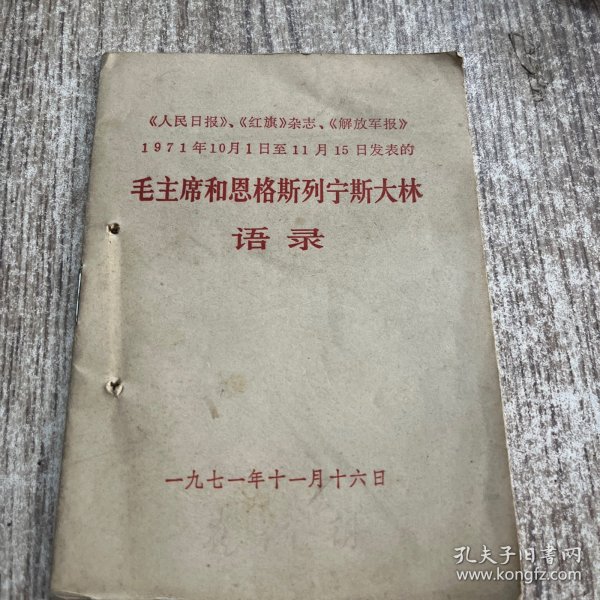 《人民日报》、《红旗》杂志、《解放军报》
1971年10月1日至11月15日发表的
毛主席和恩格斯列宁斯大林
语录
一九七一年十一月十六日
孔夫子旧书网
www.kongfz.com